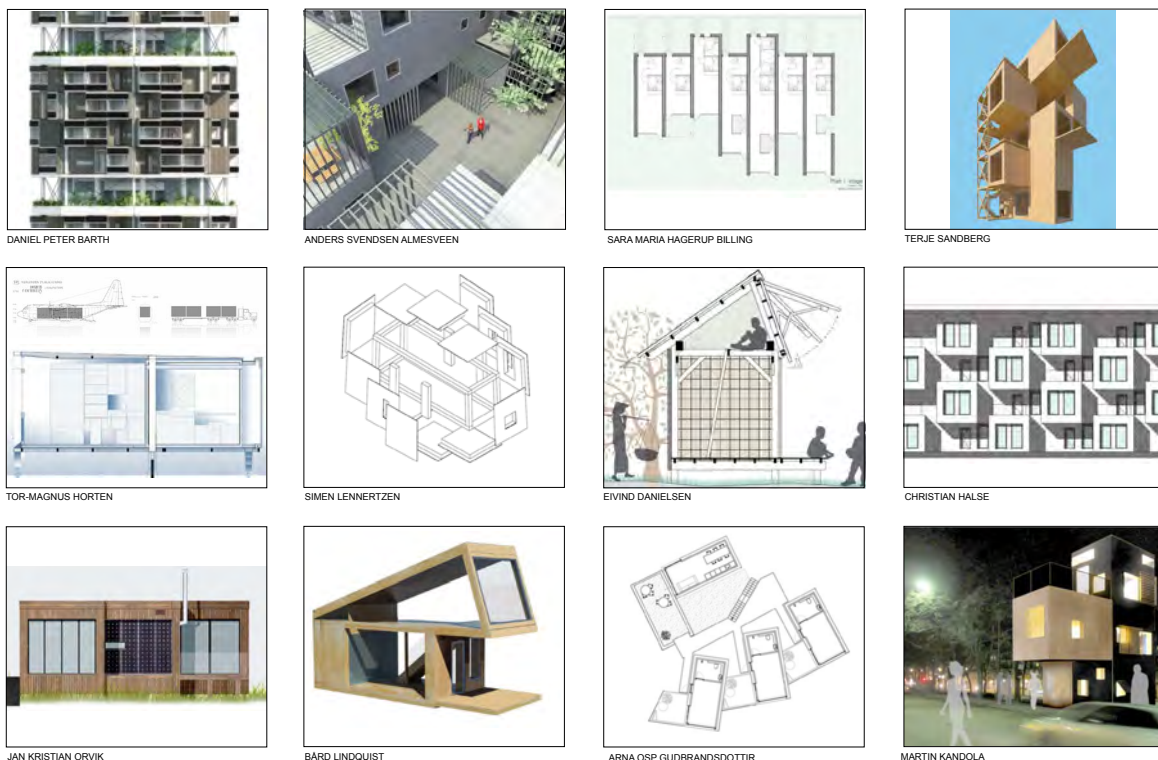 DANIEL PETER BARTH
ANDERS SVENDSEN ALMESVEEN
SARA MARIA HAGERUP BILLING
TERJE SANDBERG
TOR-MAGNUS HORTEN
SIMEN LENNERTZEN
EIVIND DANIELSEN
CHRISTIAN HALSE
JAN KRISTIAN ORVIK
BÅRD LINDQUIST
ARNA OSP GUDBRANDSDOTTIR
MARTIN KANDOLA